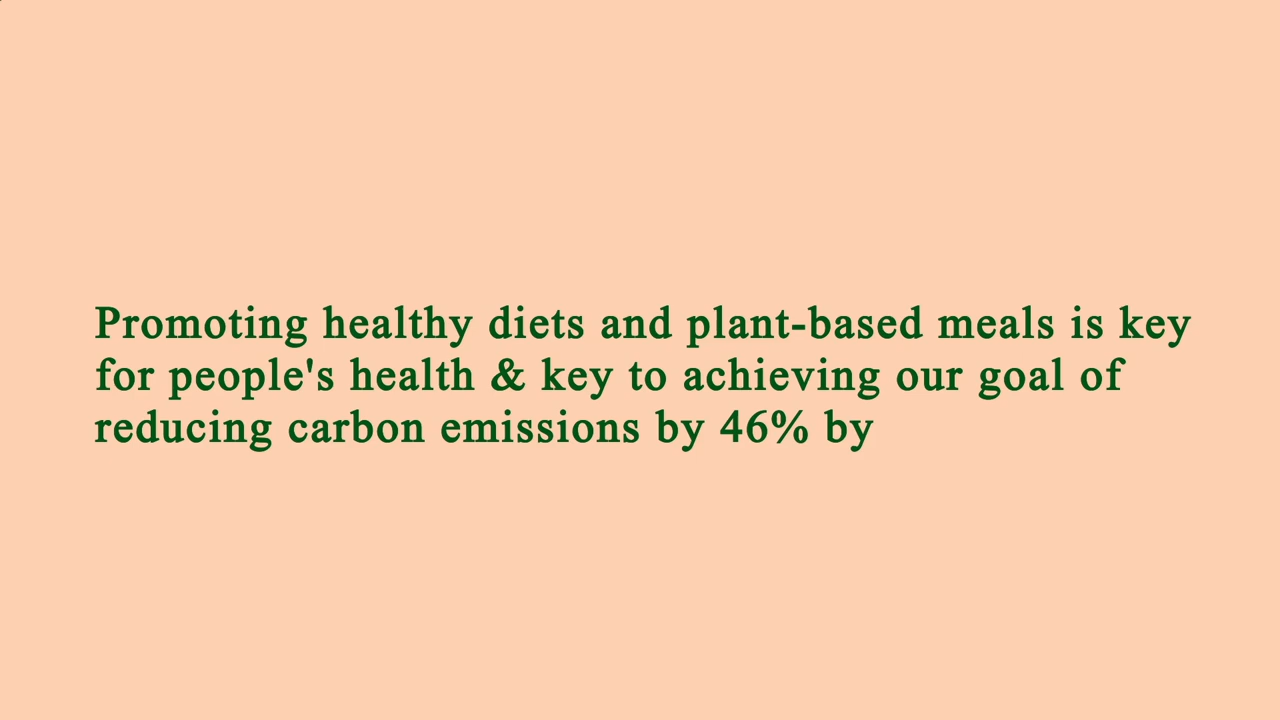 Promoting healthy diets and plant-based meals is key
for people's health & key to achieving our goal of
reducing carbon emissions by 46% by